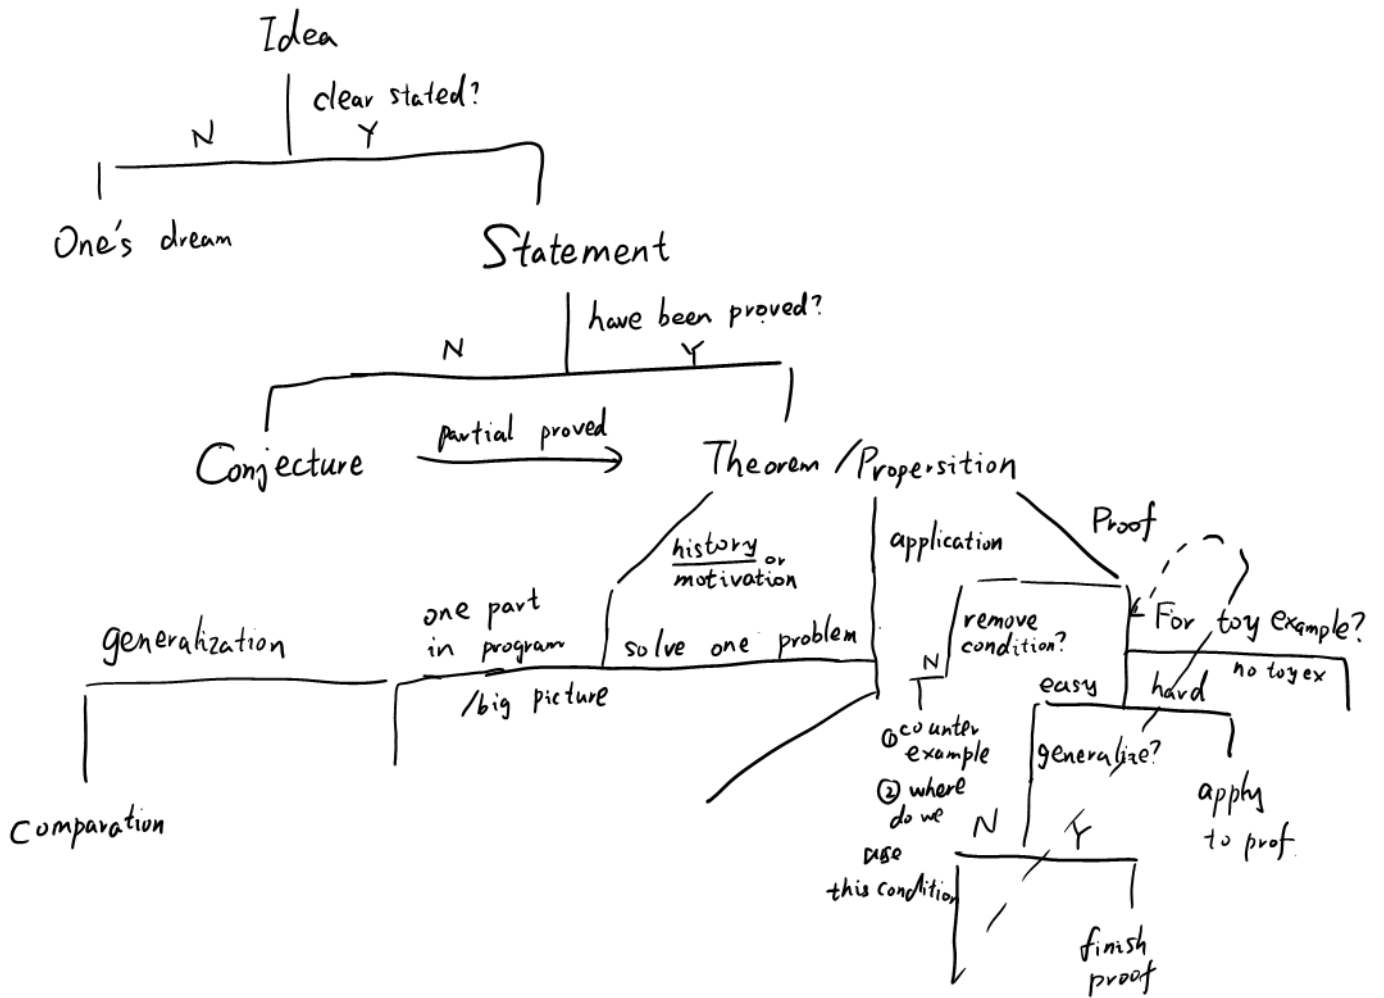 Idea
clear stated?
N
Y
One's dream
Statement
have been proved?
N
Y
Conjecture
partial proved
Theorem / Propersition
history or
motivation
application
Proof
generalization
one part
in program
/big picture
solve one problem
remove
condition?
N
① counter
example
② where
do we
use
this condition
For toy example?
no toy ex
easy
hard
generalize?
apply
to prof.
N
Y
finish
proof
Comparation